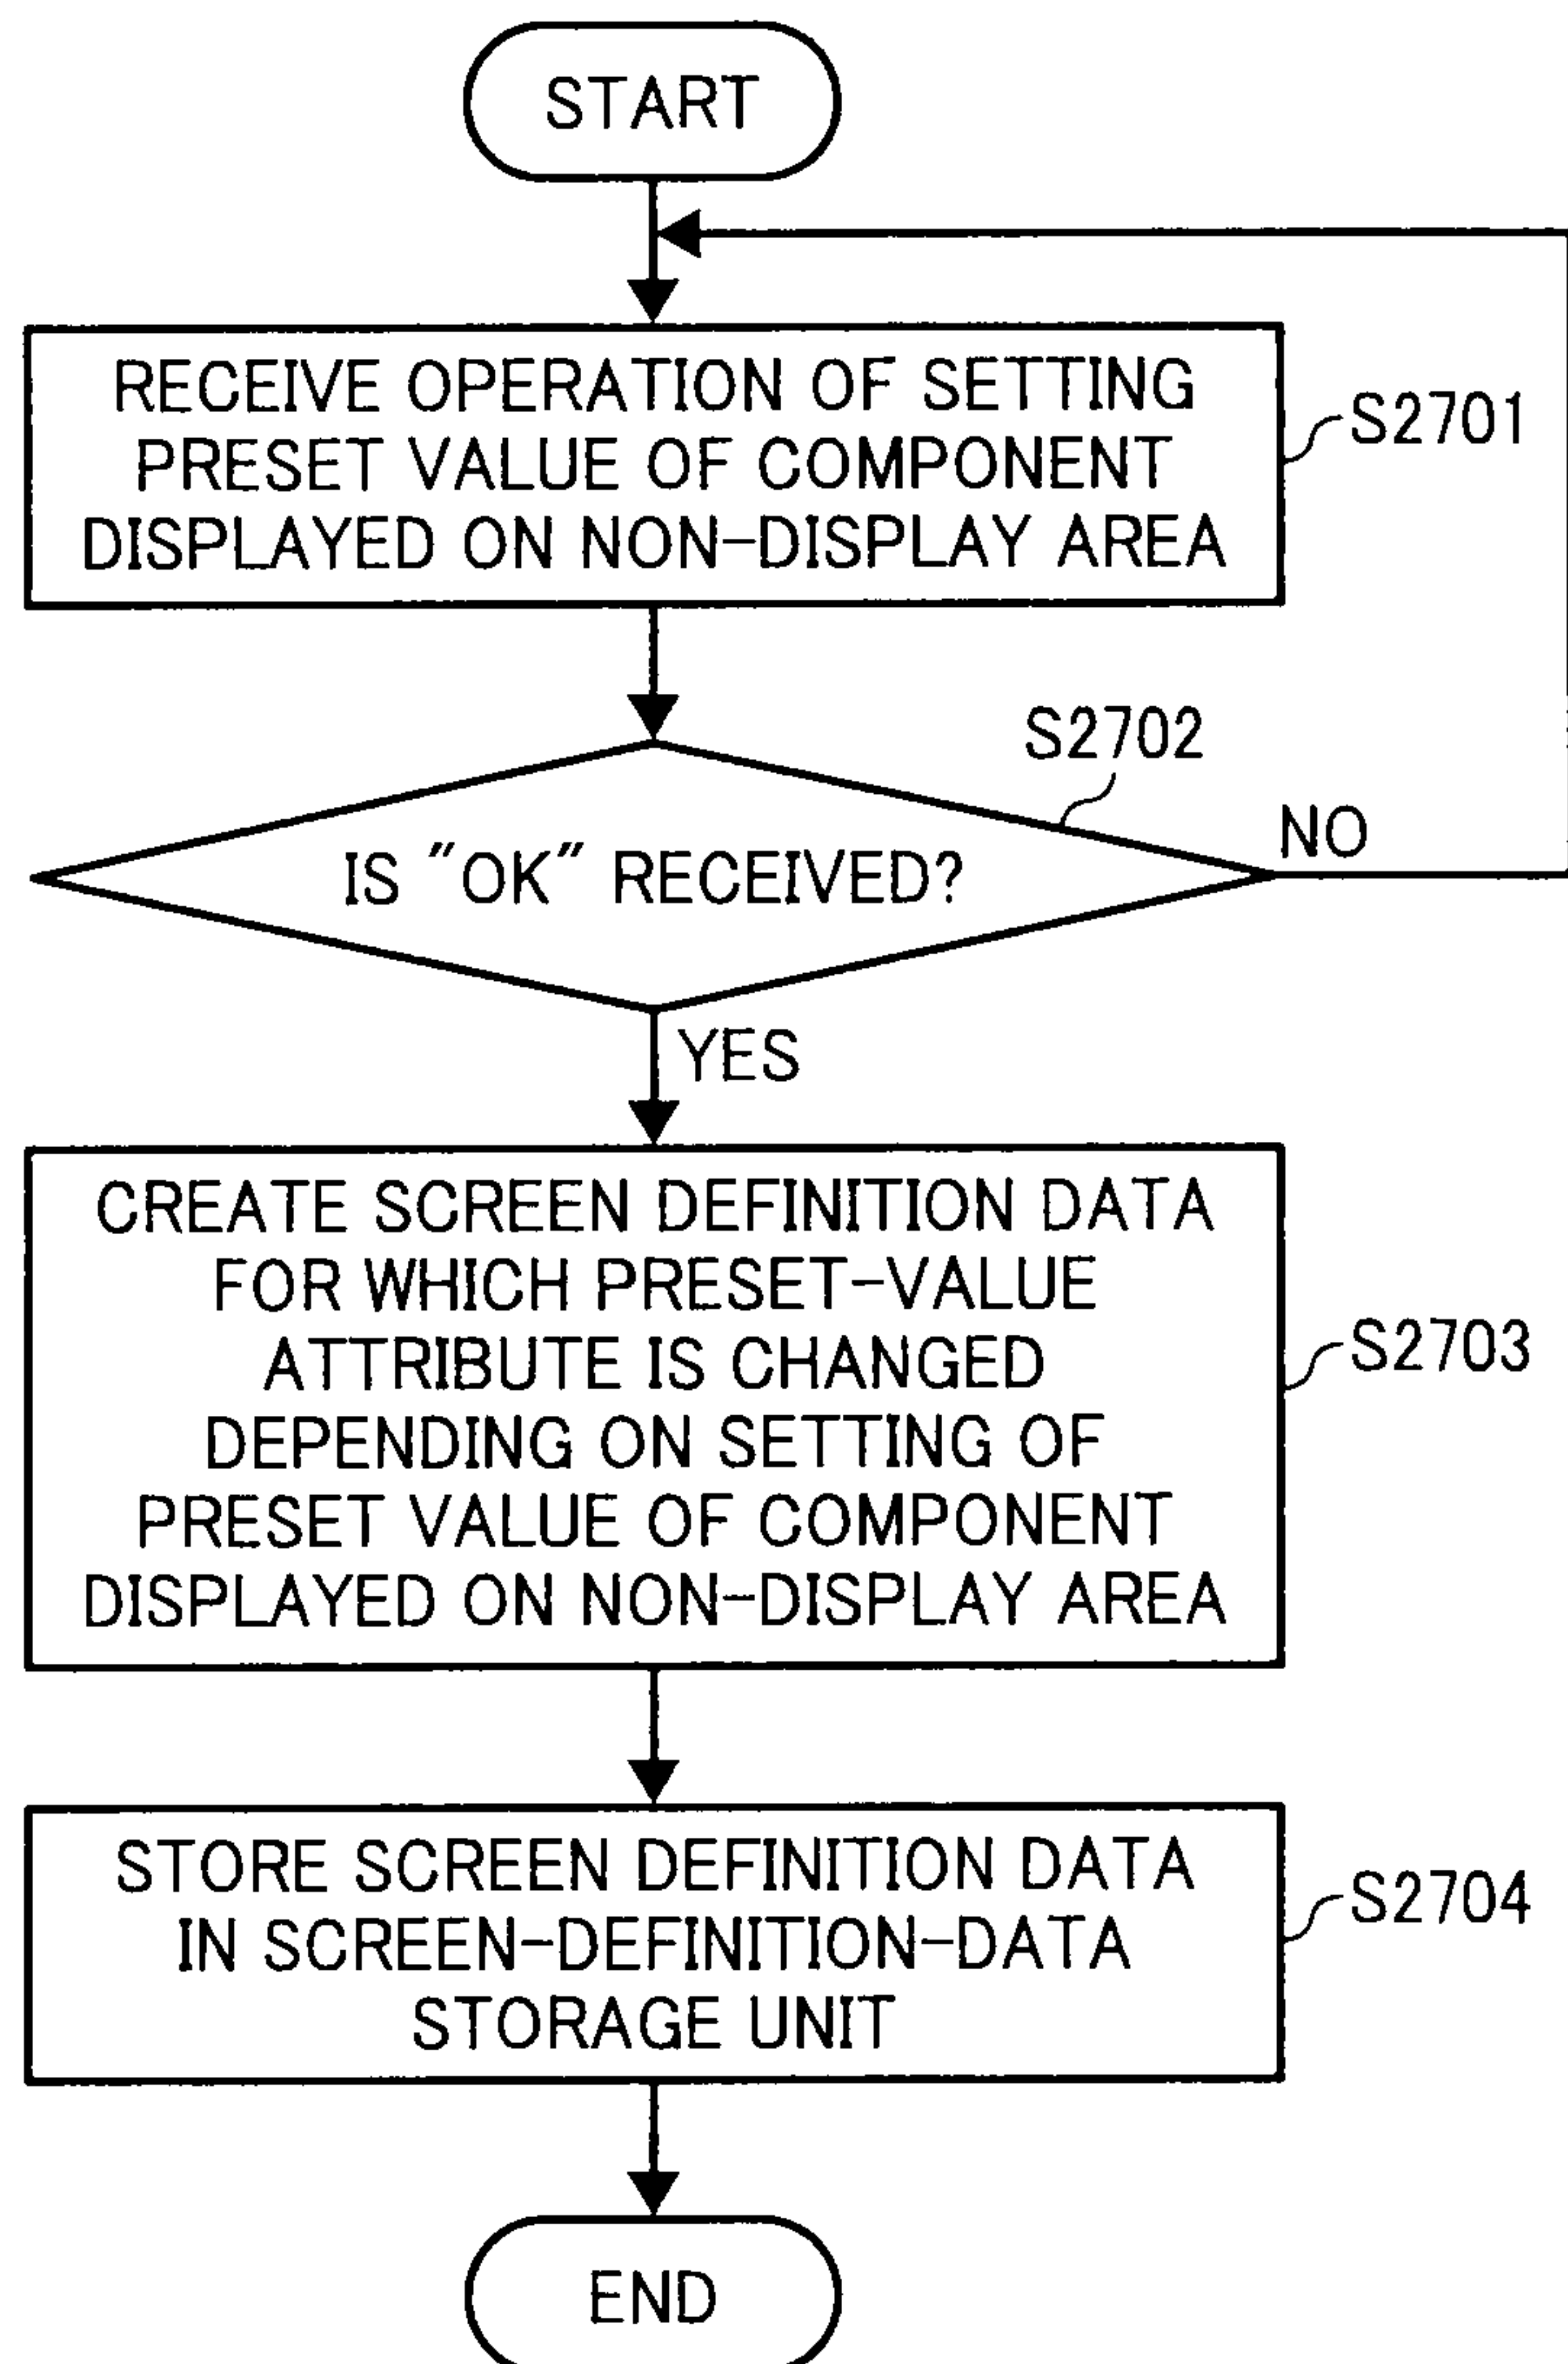 START
RECEIVE OPERATION OF SETTING
PRESET VALUE OF COMPONENT
DISPLAYED ON NON-DISPLAY AREA
S2701
S2702
IS "OK" RECEIVED?
NO
YES
CREATE SCREEN DEFINITION DATA
FOR WHICH PRESET-VALUE
ATTRIBUTE IS CHANGED
DEPENDING ON SETTING OF
PRESET VALUE OF COMPONENT
DISPLAYED ON NON-DISPLAY AREA
S2703
STORE SCREEN DEFINITION DATA
IN SCREEN-DEFINITION-DATA
STORAGE UNIT
S2704
END